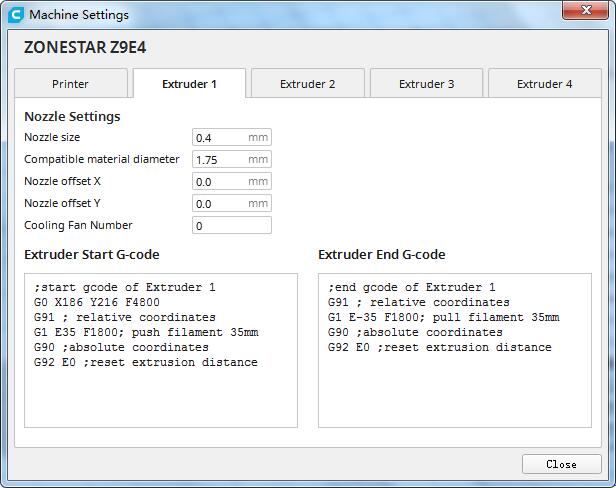 Machine Settings
ZONESTAR Z9E4
Printer
Extruder 1
Extruder 2
Extruder 3
Extruder 4
Nozzle Settings
Nozzle size 0.4 mm
Compatible material diameter 1.75 mm
Nozzle offset X 0.0 mm
Nozzle offset Y 0.0 mm
Cooling Fan Number 0
Extruder Start G-code
;start gcode of Extruder 1
G0 X186 Y216 F4800
G91 ; relative coordinates
G1 E35 F1800; push filament 35mm
G90 ;absolute coordinates
G92 E0 ;reset extrusion distance
Extruder End G-code
;end gcode of Extruder 1
G91 ; relative coordinates
G1 E-35 F1800; pull filament 35mm
G90 ;absolute coordinates
G92 E0 ;reset extrusion distance
Close